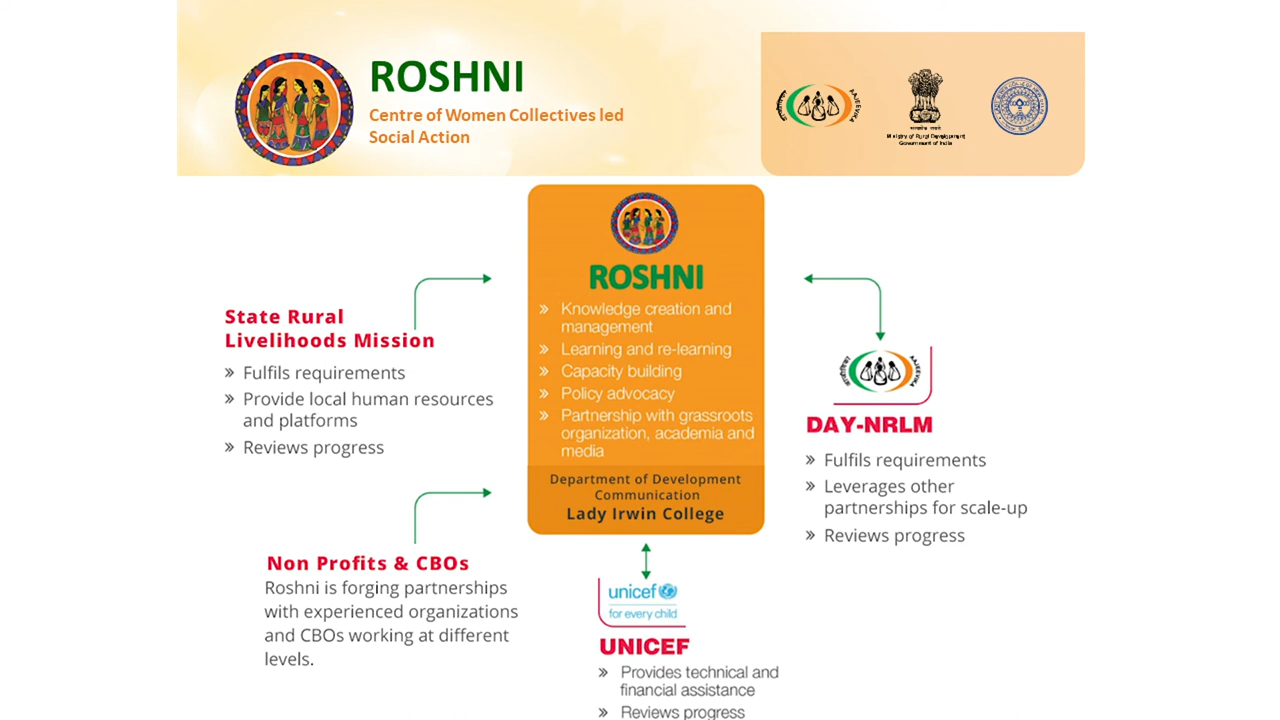 ROSHNI
Centre of Women Collectives led
Social Action
AAJEEVIKA
Ministry of Rural Development
Government of India
ROSHNI
» Knowledge creation and
management
» Learning and re-learning
» Capacity building
» Policy advocacy
» Partnership with grassroots
organization, academia and
media
Department of Development
Communication
Lady Irwin College
State Rural
Livelihoods Mission
» Fulfils requirements
» Provide local human resources
and platforms
» Reviews progress
Non Profits & CBOs
Roshni is forging partnerships
with experienced organizations
and CBOs working at different
levels.
unicef
for every child
UNICEF
» Provides technical and
financial assistance
» Reviews progress
AAJEEVIKA
DAY-NRLM
» Fulfils requirements
» Leverages other
partnerships for scale-up
» Reviews progress